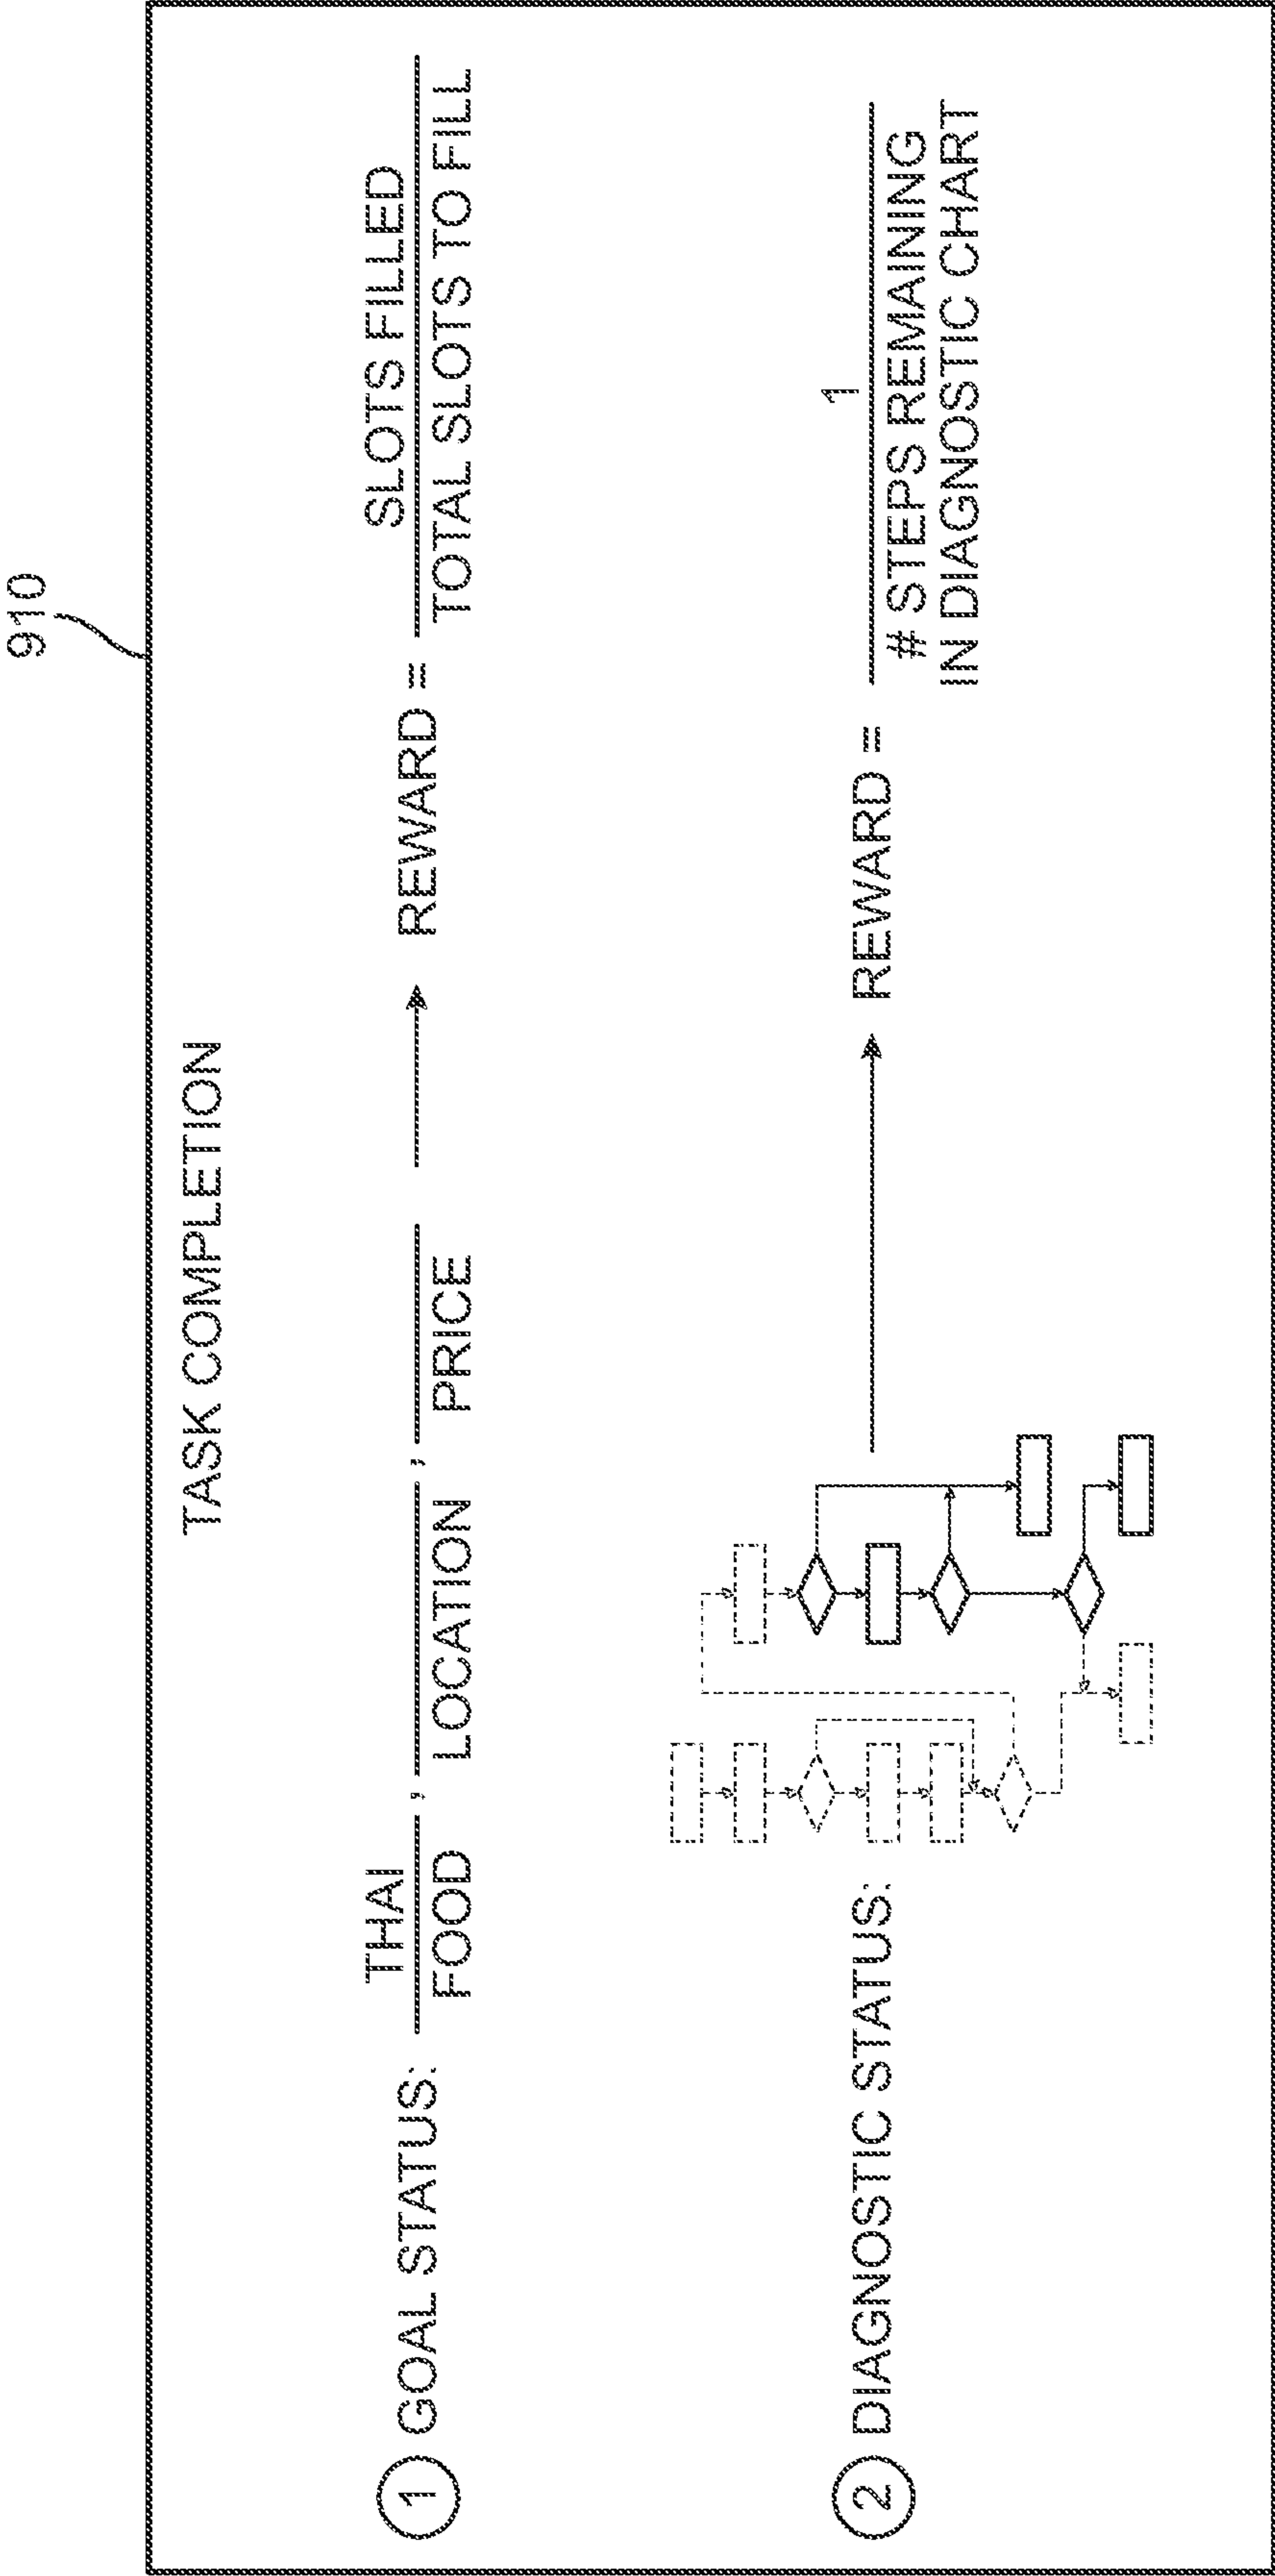 910
TASK COMPLETION
1 GOAL STATUS: THAI FOOD , LOCATION , PRICE REWARD = SLOTS FILLED
TOTAL SLOTS TO FILL
2 DIAGNOSTIC STATUS: REWARD = 1
# STEPS REMAINING
IN DIAGNOSTIC CHART